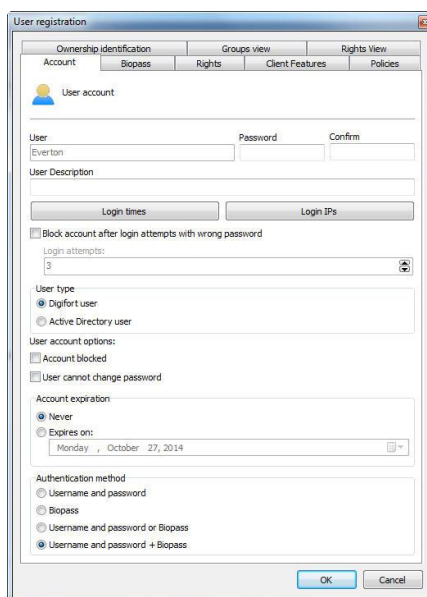 User registration
Ownership identification Groups view Rights View
Account Biopass Rights Client Features Policies
User account
User Password Confirm
Everton
User Description
Login times Login IPs
Block account after login attempts with wrong password
Login attempts:
3
User type
Digifort user
Active Directory user
User account options:
Account blocked
User cannot change password
Account expiration
Never
Expires on:
Monday , October 27, 2014
Authentication method
Username and password
Biopass
Username and password or Biopass
Username and password + Biopass
OK Cancel